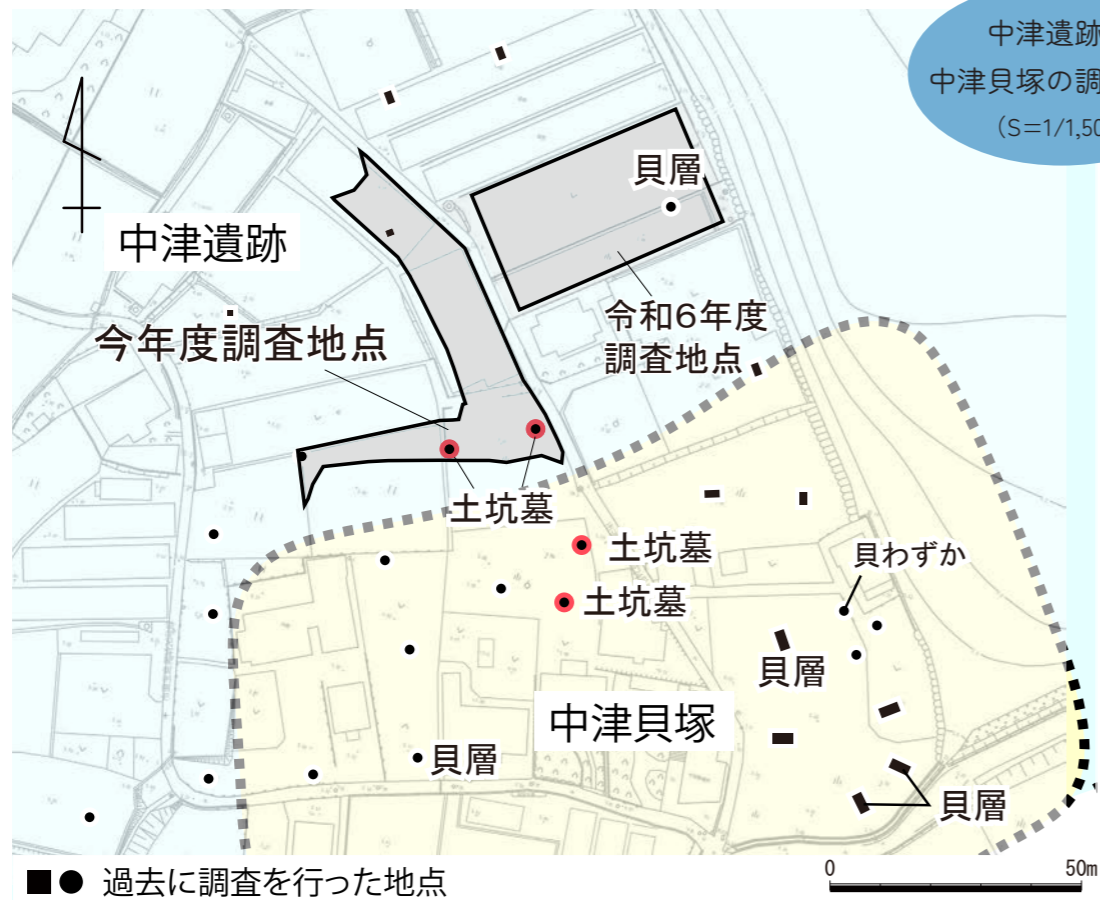 中津遺跡
中津貝塚の調
（S=1/1,50
貝層
中津遺跡
令和6年度
調査地点
今年度調査地点
土坑墓
土坑墓
貝わずか
土坑墓
貝層
中津貝塚
貝層
貝層
■● 過去に調査を行った地点
0 50m